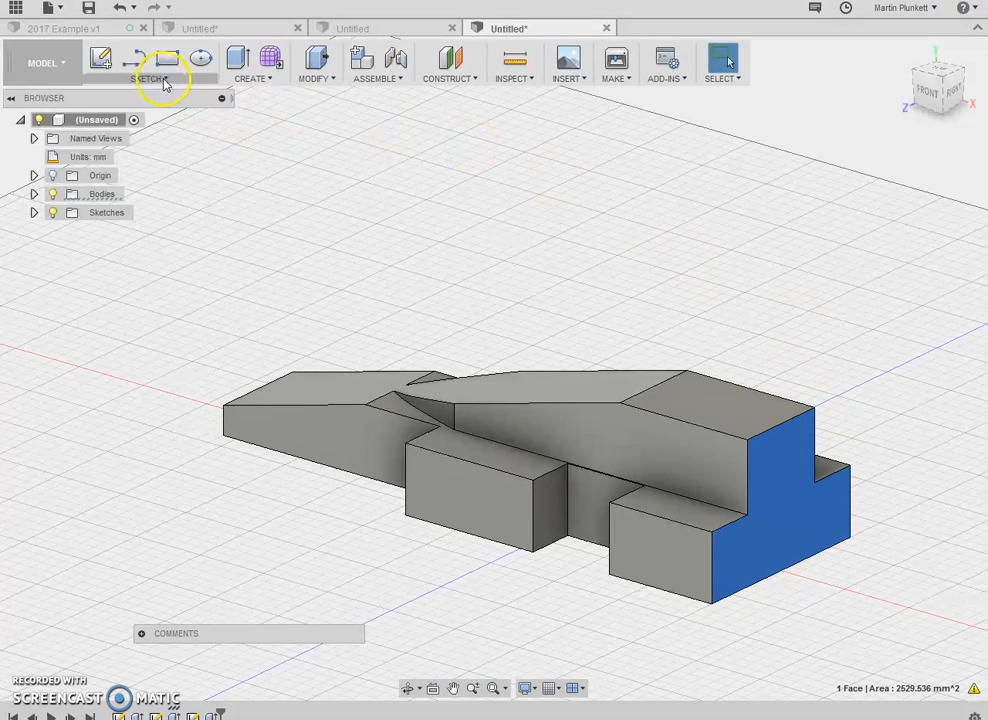 Martin Plunkett
2017 Example v1
Untitled*
Untitled
Untitled*
MODEL
SKETCH
CREATE
MODIFY
ASSEMBLE
CONSTRUCT
INSPECT
INSERT
MAKE
ADD-INS
SELECT
BROWSER
FRONT
RIGHT
Z
X
(Unsaved)
Named Views
Units: mm
Origin
Bodies
Sketches
COMMENTS
RECORDED WITH
SCREENCAST MATIC
1 Face | Area : 2529.536 mm^2